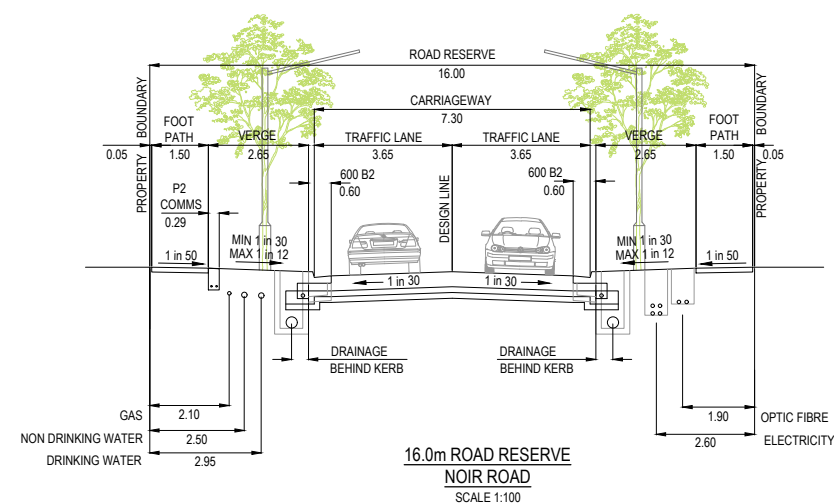 ROAD RESERVE
16.00
CARRIAGEWAY
7.30
PROPERTY BOUNDARY
FOOT
PATH
VERGE
TRAFFIC LANE
TRAFFIC LANE
VERGE
FOOT
PATH
PROPERTY BOUNDARY
0.05
1.50
2.65
3.65
3.65
2.65
1.50
0.05
P2
COMMS
0.29
600 B2
0.60
DESIGN LINE
600 B2
0.60
MIN 1 in 30
MAX 1 in 12
MIN 1 in 30
MAX 1 in 12
1 in 50
1 in 50
1 in 30
1 in 30
DRAINAGE
BEHIND KERB
DRAINAGE
BEHIND KERB
GAS
2.10
NON DRINKING WATER
2.50
DRINKING WATER
2.95
1.90
OPTIC FIBRE
2.60
ELECTRICITY
16.0m ROAD RESERVE
NOIR ROAD
SCALE 1:100